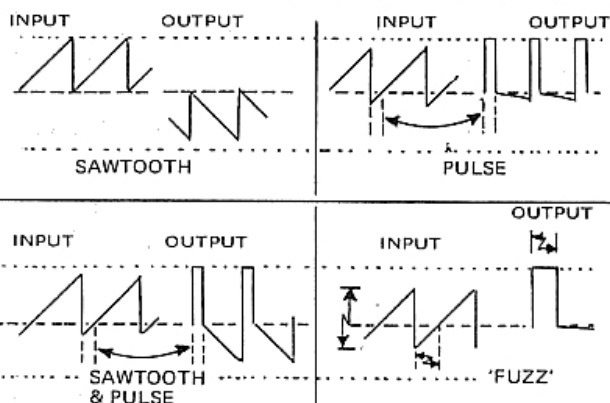 INPUT OUTPUT
SAWTOOTH
INPUT OUTPUT
PULSE
INPUT OUTPUT
SAWTOOTH
& PULSE
OUTPUT
INPUT
'FUZZ'